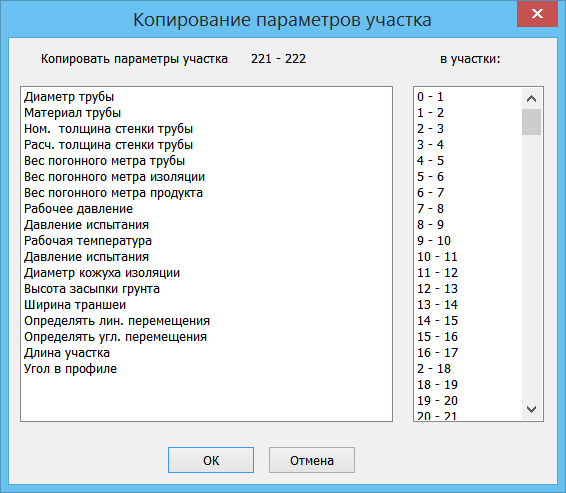 Копирование параметров участка
Копировать параметры участка 221 - 222 в участки:
Диаметр трубы
Материал трубы
Ном. толщина стенки трубы
Расч. толщина стенки трубы
Вес погонного метра трубы
Вес погонного метра изоляции
Вес погонного метра продукта
Рабочее давление
Давление испытания
Рабочая температура
Давление испытания
Диаметр кожуха изоляции
Высота засыпки грунта
Ширина траншеи
Определять лин. перемещения
Определять угл. перемещения
Длина участка
Угол в профиле
0 - 1
1 - 2
2 - 3
3 - 4
4 - 5
5 - 6
6 - 7
7 - 8
8 - 9
9 - 10
10 - 11
11 - 12
12 - 13
13 - 14
14 - 15
15 - 16
16 - 17
2 - 18
18 - 19
19 - 20
20 - 21
OK
Отмена